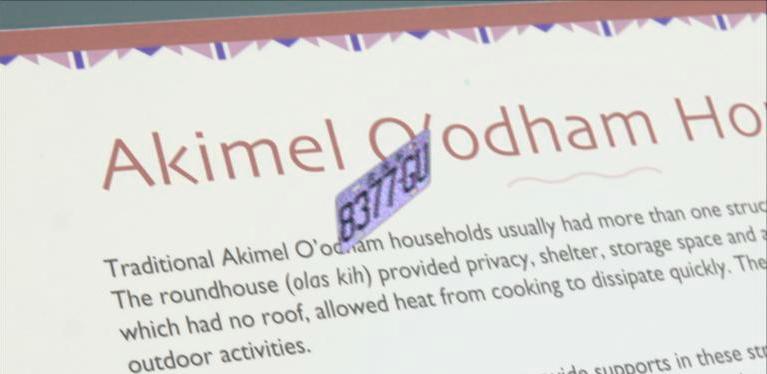 Akimel O'odham Ho
8377GU
Traditional Akimel O'odham households usually had more than one struc
The roundhouse (olas kih) provided privacy, shelter, storage space and a
which had no roof, allowed heat from cooking to dissipate quickly. The
outdoor activities.
supports in these str